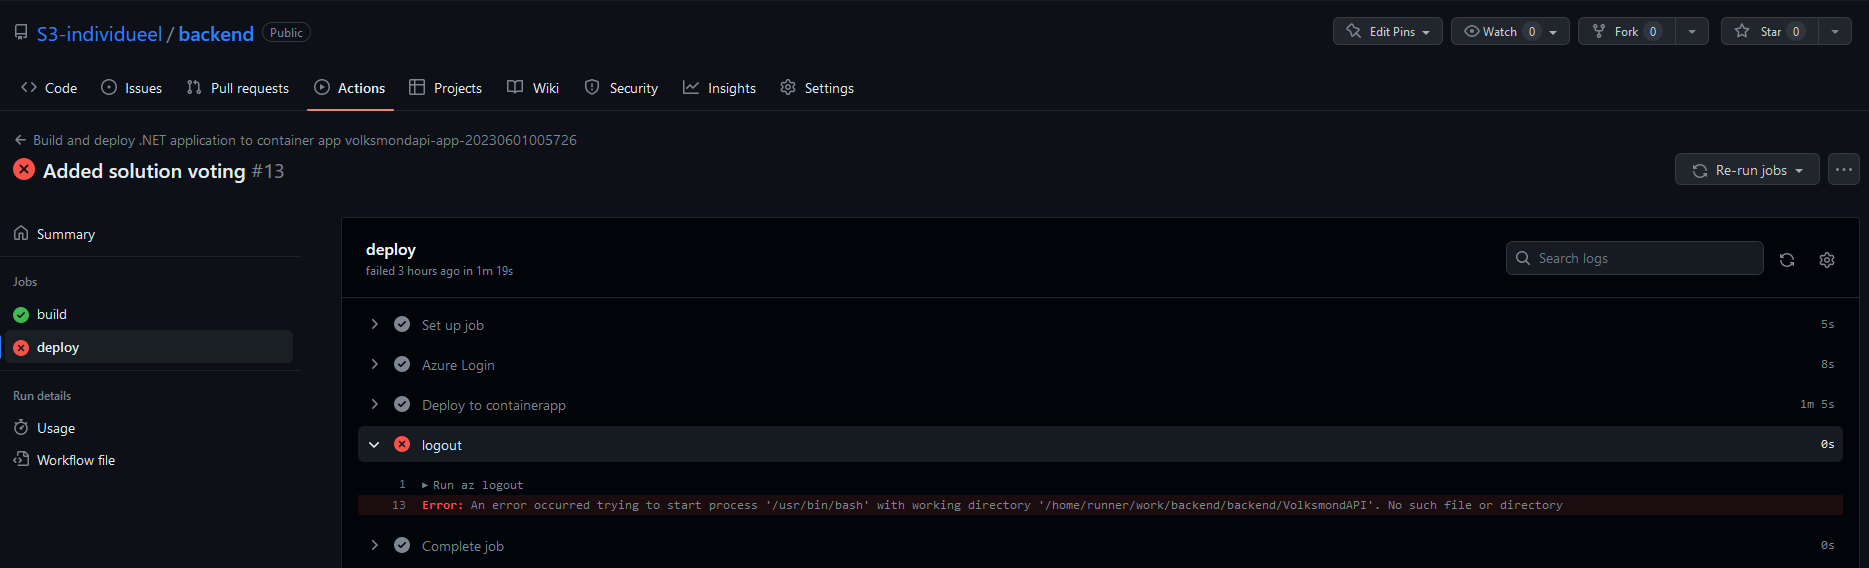 S3-individueel / backend Public Edit Pins Watch 0 Fork 0 Star 0
Code Issues Pull requests Actions Projects Wiki Security Insights Settings
Build and deploy .NET application to container app volksmondapi-app-20230601005726
Added solution voting #13 Re-run jobs
Summary
Jobs
build
deploy
Run details
Usage
Workflow file
deploy
failed 3 hours ago in 1m 19s
Search logs
Set up job 5s
Azure Login 8s
Deploy to containerapp 1m 5s
logout 0s
1 Run az logout
13 Error: An error occurred trying to start process '/usr/bin/bash' with working directory '/home/runner/work/backend/backend/VolksmondAPI'. No such file or directory
Complete job 0s